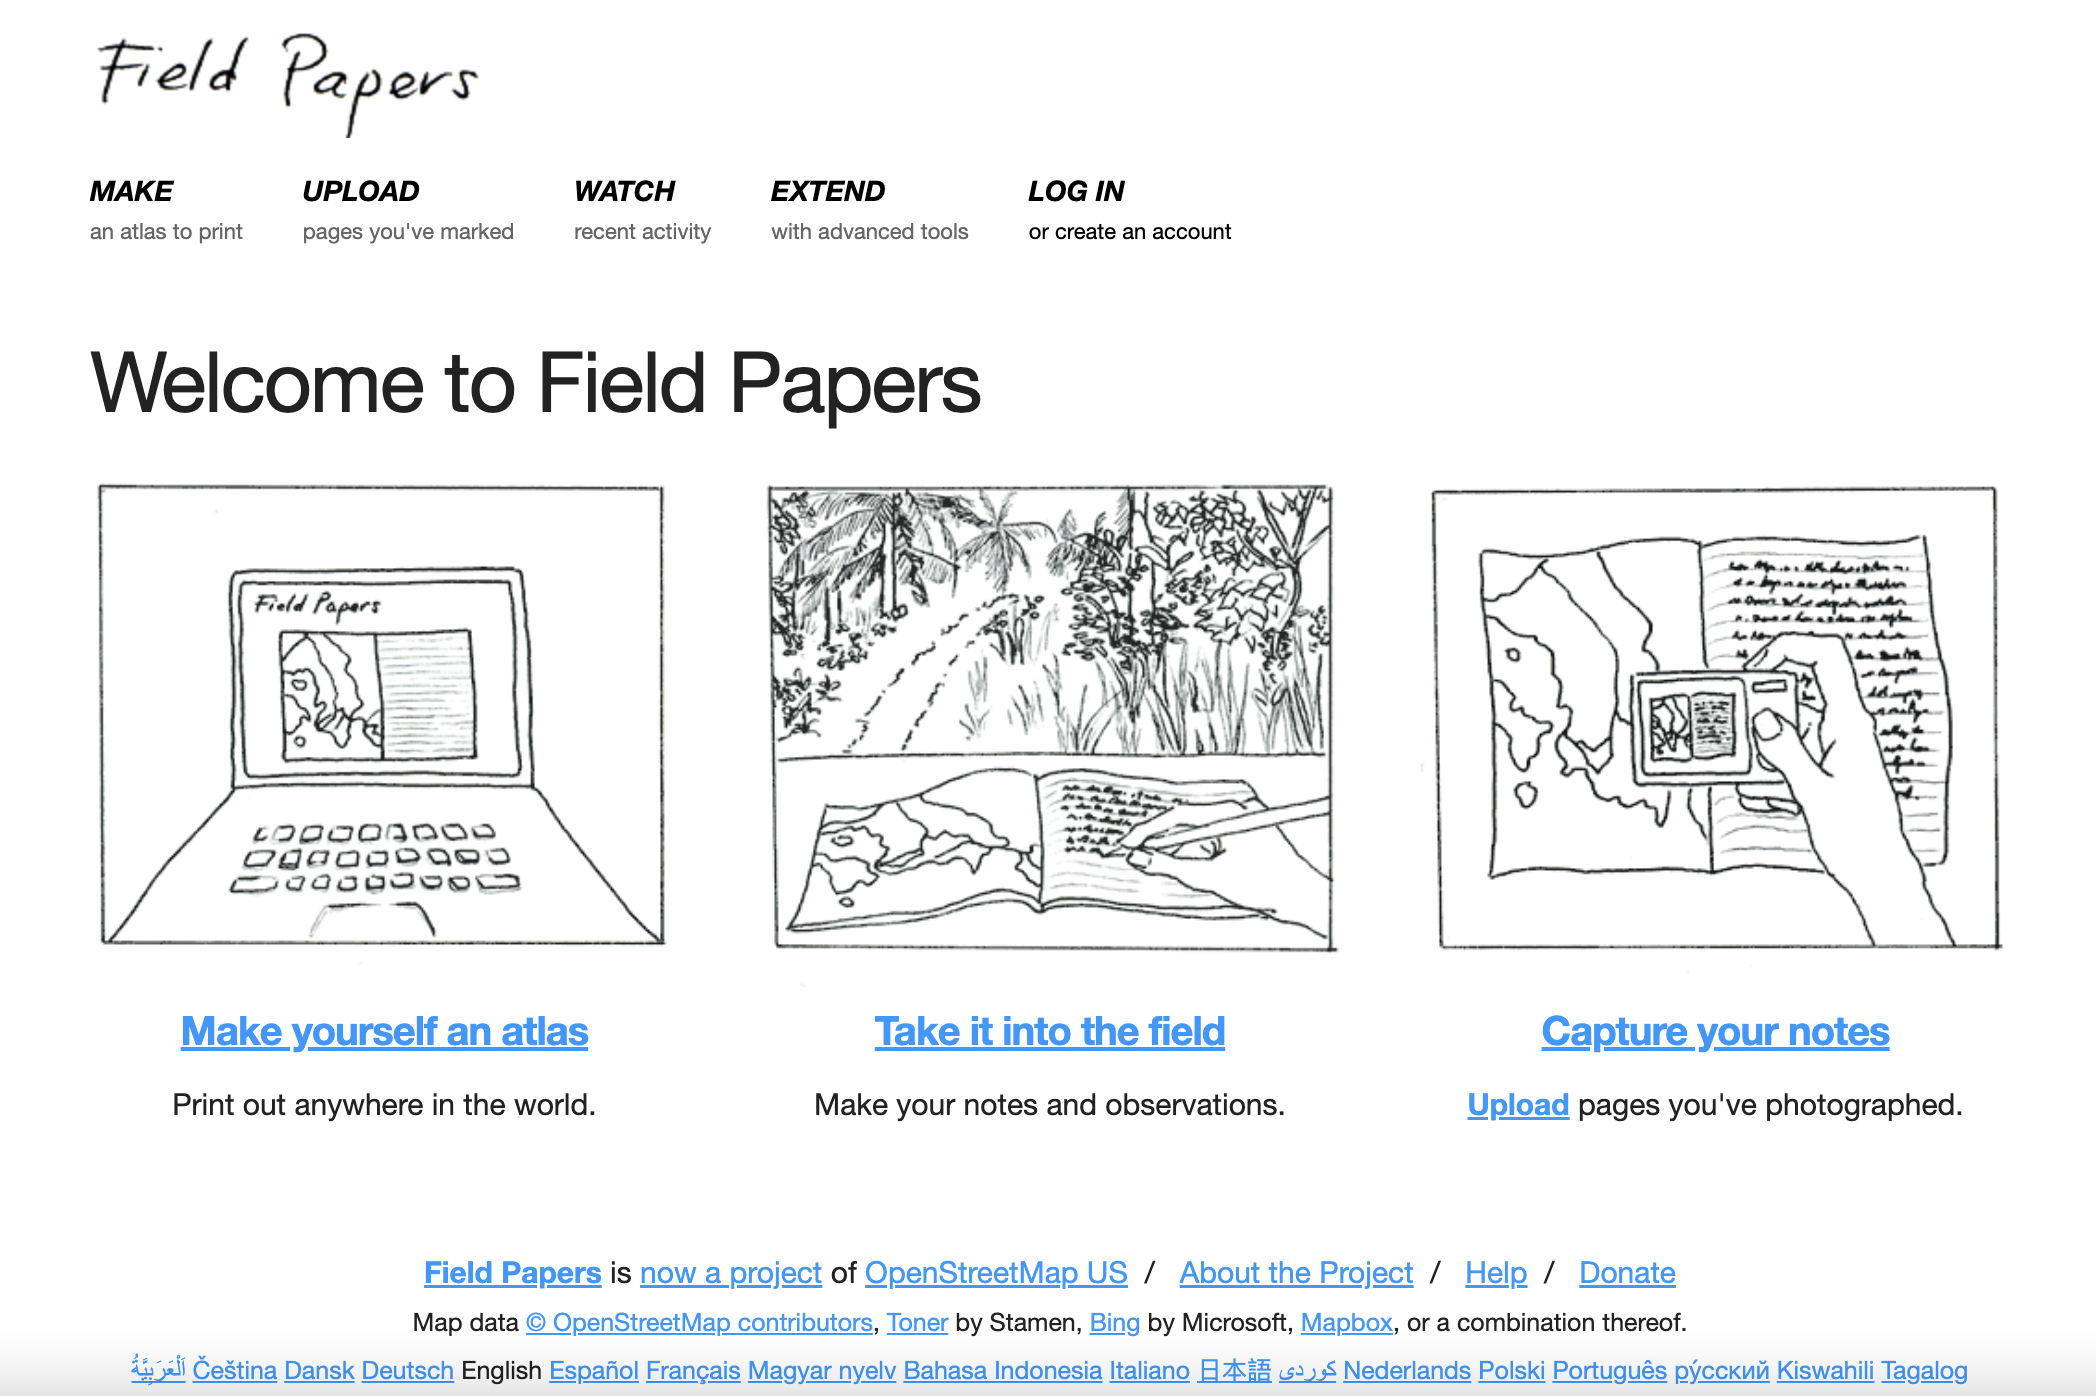 Field Papers
MAKE
an atlas to print
UPLOAD
pages you've marked
WATCH
recent activity
EXTEND
with advanced tools
LOG IN
or create an account
Welcome to Field Papers
Field Papers
Make yourself an atlas
Print out anywhere in the world.
Take it into the field
Make your notes and observations.
Capture your notes
Upload pages you've photographed.
Field Papers is now a project of OpenStreetMap US / About the Project / Help / Donate
Map data © OpenStreetMap contributors, Toner by Stamen, Bing by Microsoft, Mapbox, or a combination thereof.
اَلْعَرَبِيَّةُ Čeština Dansk Deutsch English Español Français Magyar nyelv Bahasa Indonesia Italiano 日本語 كوردی Nederlands Polski Português ру́сский Kiswahili Tagalog